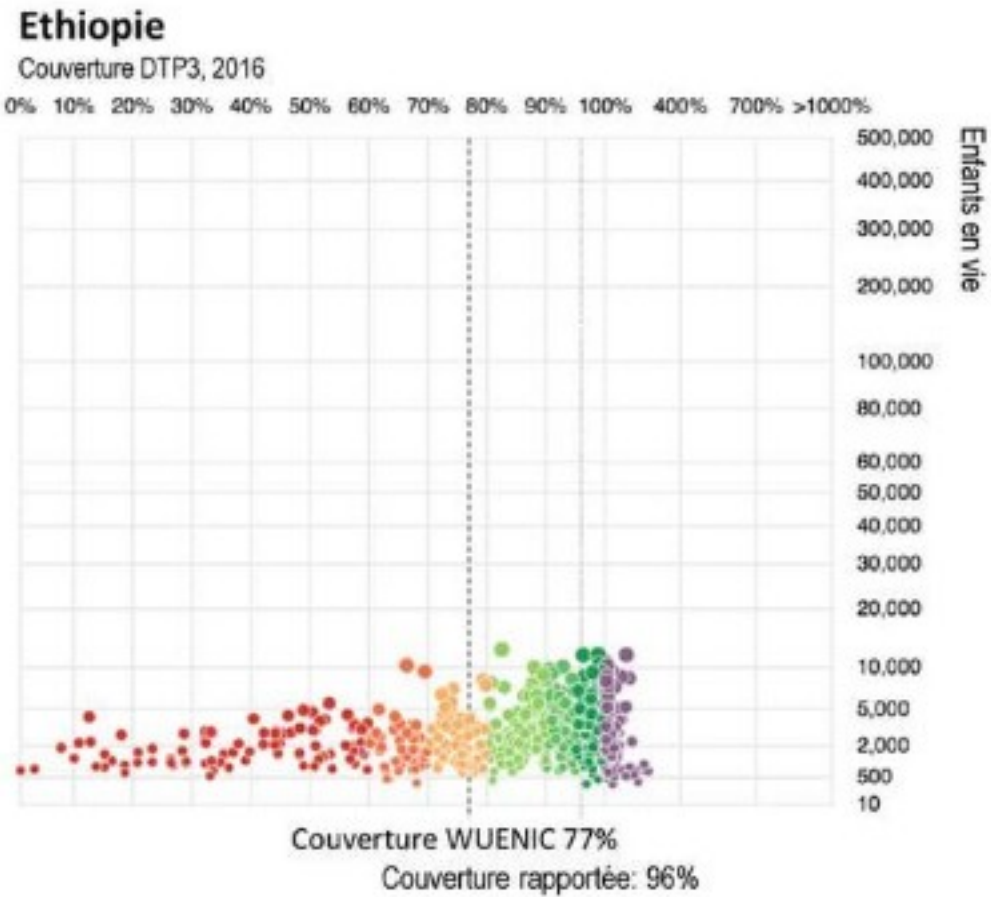 Ethiopie
Couverture DTP3, 2016
0% 10% 20% 30% 40% 50% 60% 70% 80% 90% 100% 400% 700% >1000%
500,000
400,000
300,000
200,000
100,000
80,000
60,000
50,000
40,000
30,000
20,000
10,000
5,000
2,000
500
10
Enfants en vie
Couverture WUENIC 77%
Couverture rapportée: 96%